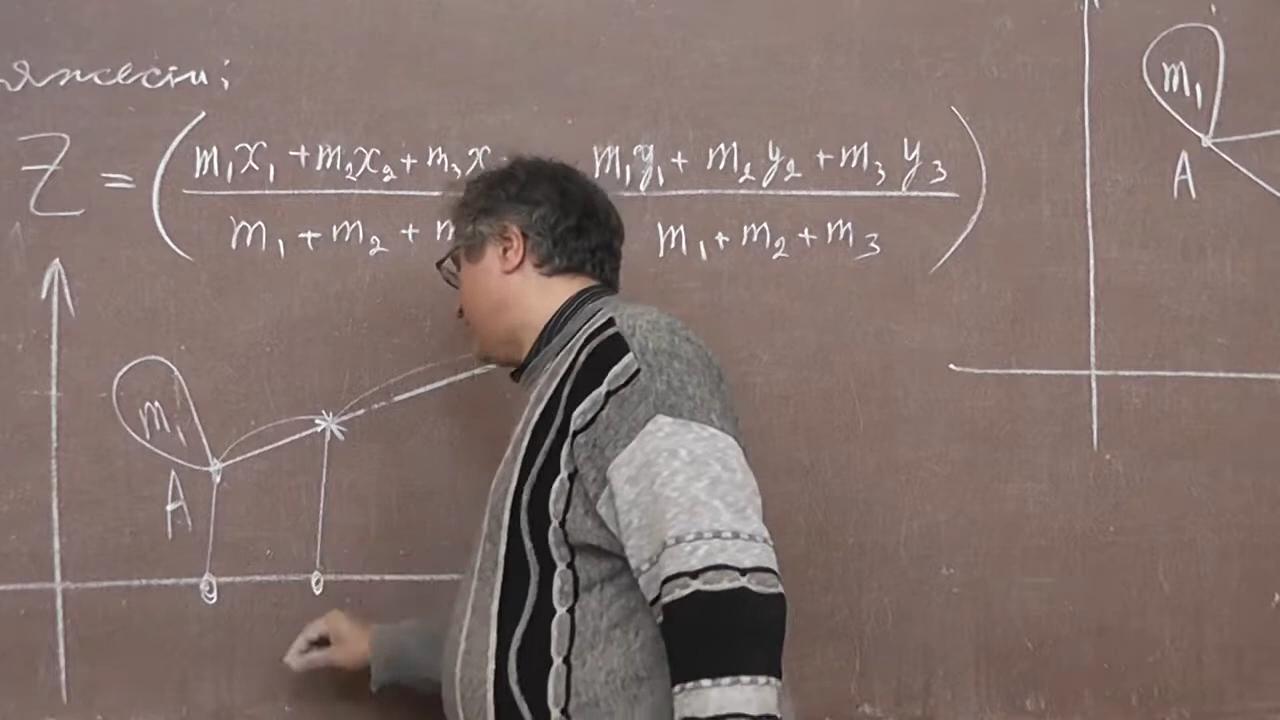 Z = ( m₁x₁ + m₂x₂ + m₃x m₁y₁ + m₂y₂ + m₃y₃ )
m₁ + m₂ + m m₁ + m₂ + m₃
m₁
A
m₁
A